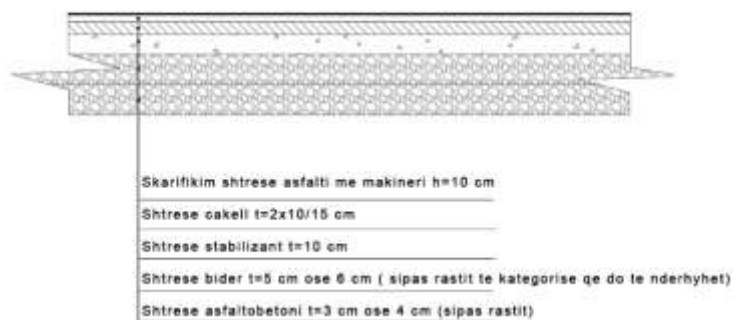 Skarifikim shtrese asfalti me makineri h=10 cm
Shtrese cakell t=2x10/15 cm
Shtrese stabilizant t=10 cm
Shtrese bider t=5 cm ose 6 cm ( sipas rastit te kategorise qe do te nderhyhet)
Shtrese asfaltobetoni t=3 cm ose 4 cm (sipas rastit)